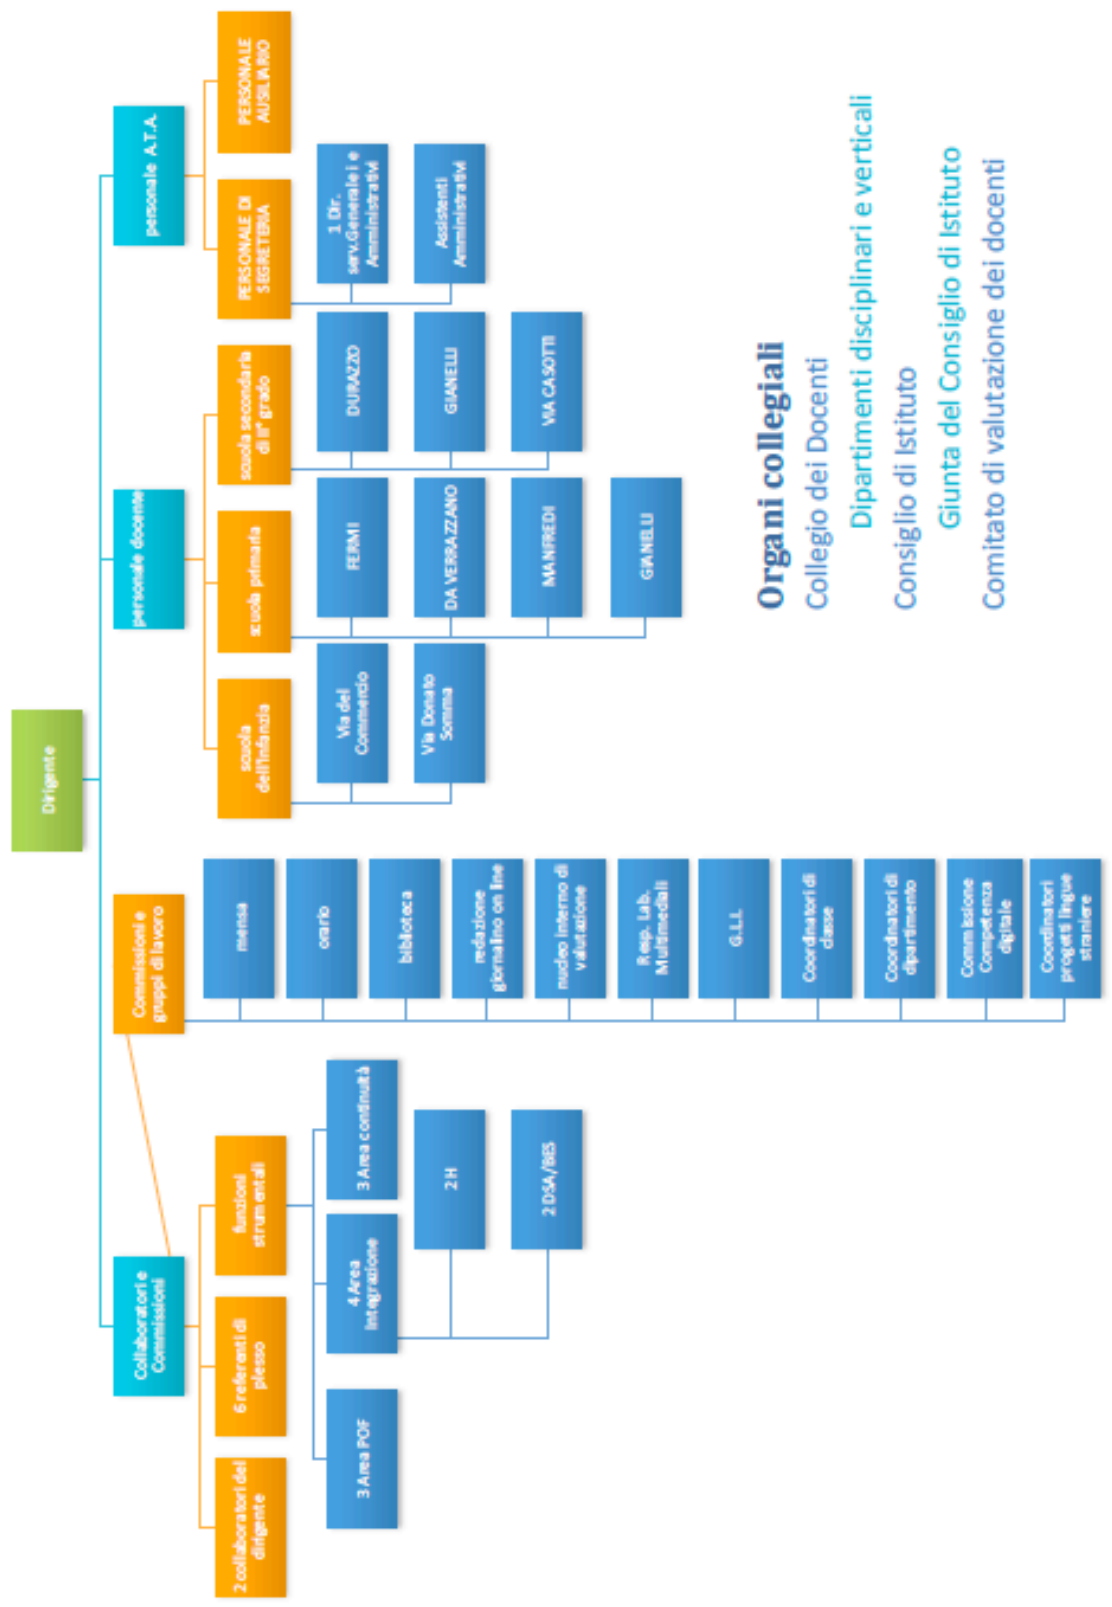 Dirigente
Collaboratori e
Commissioni
2 collaboratori del
dirigente
6 referenti di
plesso
funzioni
strumentali
3 Area POF
4 Area
Integrazione
2 H
2 DSA/BES
3 Area continuità
Commissioni e
gruppi di lavoro
mensa
orario
biblioteca
redazione
giornalino on line
nucleo interno di
valutazione
Resp. Lab.
Multimediali
G.L.I.
Coordinatori di
classe
Coordinatori di
dipartimento
Commissione
Competenza
digitale
Coordinatori
progetti lingue
straniere
personale docente
scuola
dell'infanzia
Via del
Commercio
Via Donato
Somma
scuola primaria
FERMI
DA VERRAZZANO
MANFREDI
GIANELLI
scuola secondaria
di II° grado
DURAZZO
GIANELLI
VIA CASOTTI
personale A.T.A.
PERSONALE DI
SEGRETERIA
1 Dir.
serv.Generale i e
Amministrativi
Assistenti
Amministrativi
PERSONALE
AUSILIARIO
Organi collegiali
Collegio dei Docenti
Dipartimenti disciplinari e verticali
Consiglio di Istituto
Giunta del Consiglio di Istituto
Comitato di valutazione dei docenti